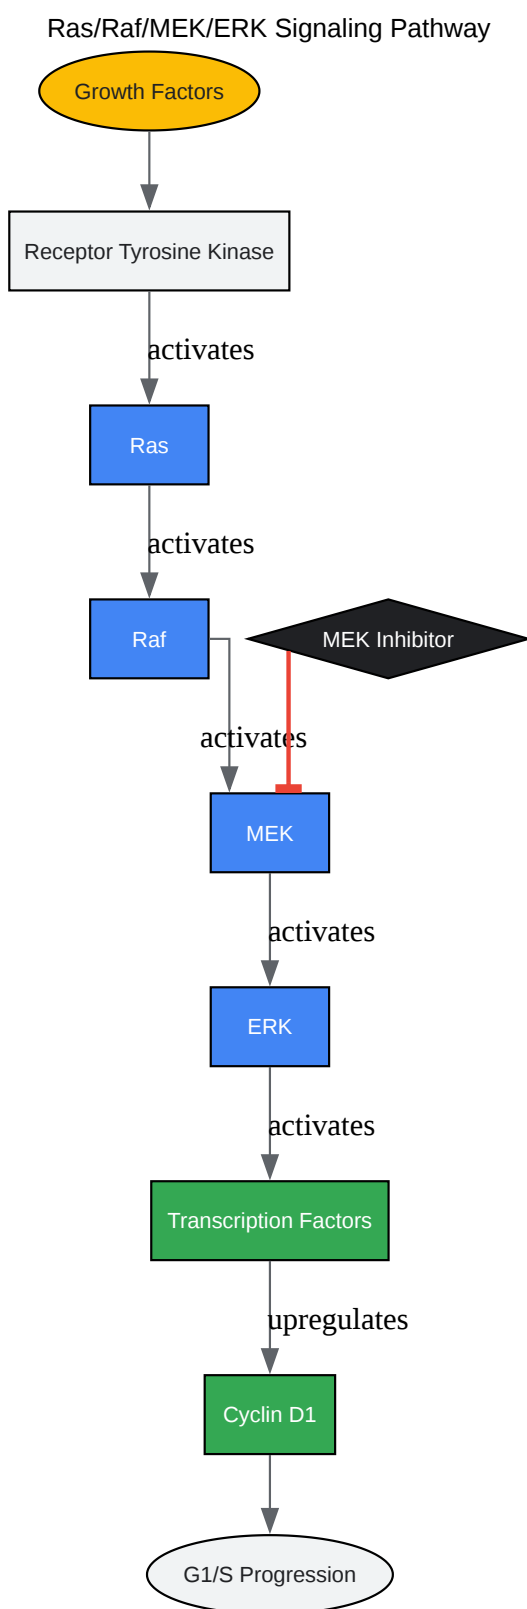 Ras/Raf/MEK/ERK Signaling Pathway
Growth Factors
Receptor Tyrosine Kinase
activates
Ras
activates
Raf
MEK Inhibitor
activates
MEK
activates
ERK
activates
Transcription Factors
upregulates
Cyclin D1
G1/S Progression